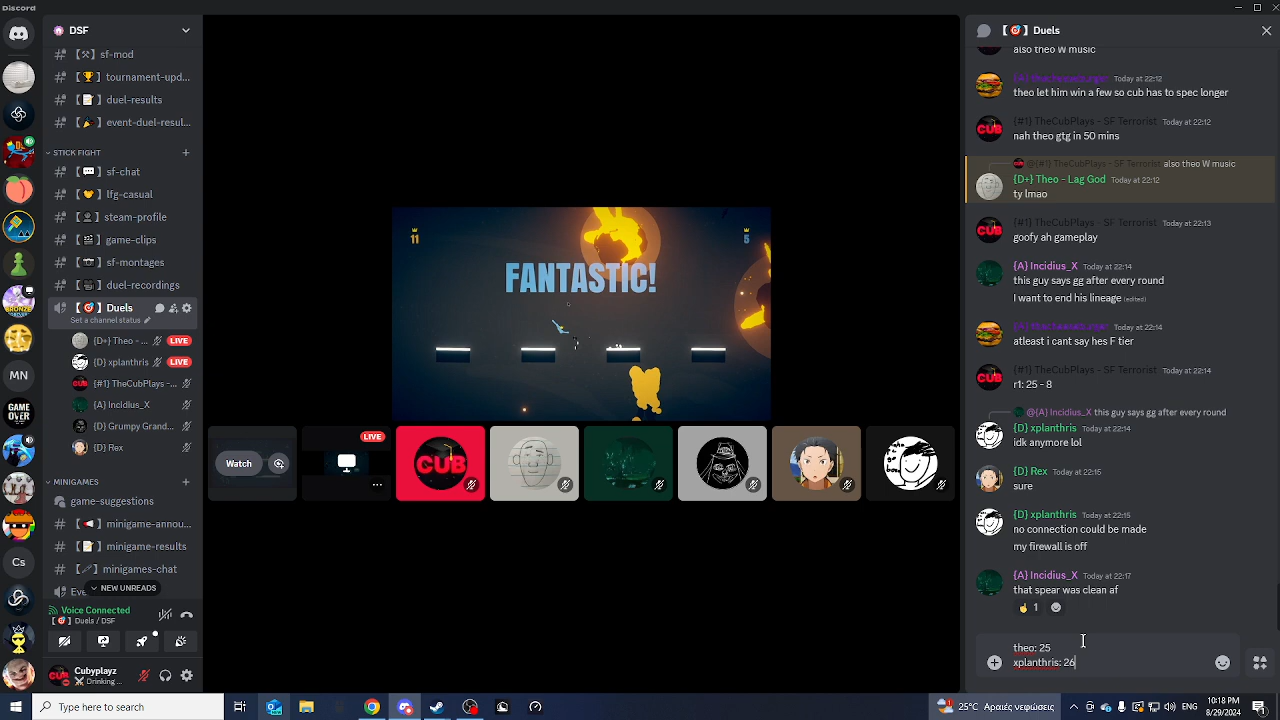 Discord
DSF
【⚒】sf-mod
【🏆】tournament-upd...
【📝】duel-results
【🎉】event-duel-resul...
STICK FIGHT
【💬】sf-chat
【🤝】lfg-casual
steam-profile
game-clips
sf-montages
duel-recordings
【🎯】Duels
Set a channel status
{D+} Theo - ... LIVE
{D} xplanthris LIVE
{#1} TheCubPlays -...
{A} Incidius_X
{D} Grumpy Grand...
MINIGAMES
game-suggestions
【📢】minigame-annou...
【📝】minigame-results
minigame-chat
Eve
NEW UNREADS
Voice Connected
【🎯】Duels / DSF
Cubyplayz
Drinking ...
BRONZE
MN
GAME OVER
Cs
11
5
FANTASTIC!
Watch
LIVE
CUB
【🎯】Duels
also theo W music
Today at 22:12
theo let him win a few so cub has to spec longer
{#1} TheCubPlays - SF Terrorist Today at 22:12
nah theo gtg in 50 mins
@{#1} TheCubPlays - SF Terrorist also theo W music
{D+} Theo - Lag God Today at 22:12
ty lmao
{#1} TheCubPlays - SF Terrorist Today at 22:13
goofy ah gameplay
{A} Incidius_X Today at 22:14
this guy says gg after every round
I want to end his lineage (edited)
Today at 22:14
atleast i cant say hes F tier
{#1} TheCubPlays - SF Terrorist Today at 22:14
r1: 25 - 8
@{A} Incidius_X this guy says gg after every round
{D} xplanthris Today at 22:14
idk anymore lol
{D} Rex Today at 22:15
sure
{D} xplanthris Today at 22:15
no connection could be made
my firewall is off
{A} Incidius_X Today at 22:17
that spear was clean af
1
theo: 25
xplanthris: 26
Type here to search
25°C
10:18 PM
8/29/2024